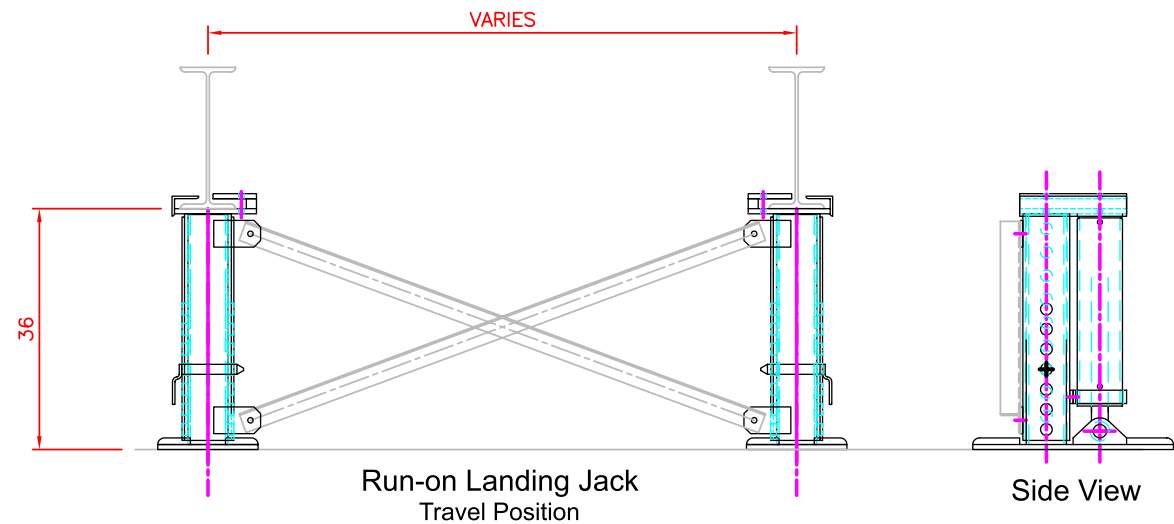 VARIES
36
Run-on Landing Jack
Travel Position
Side View